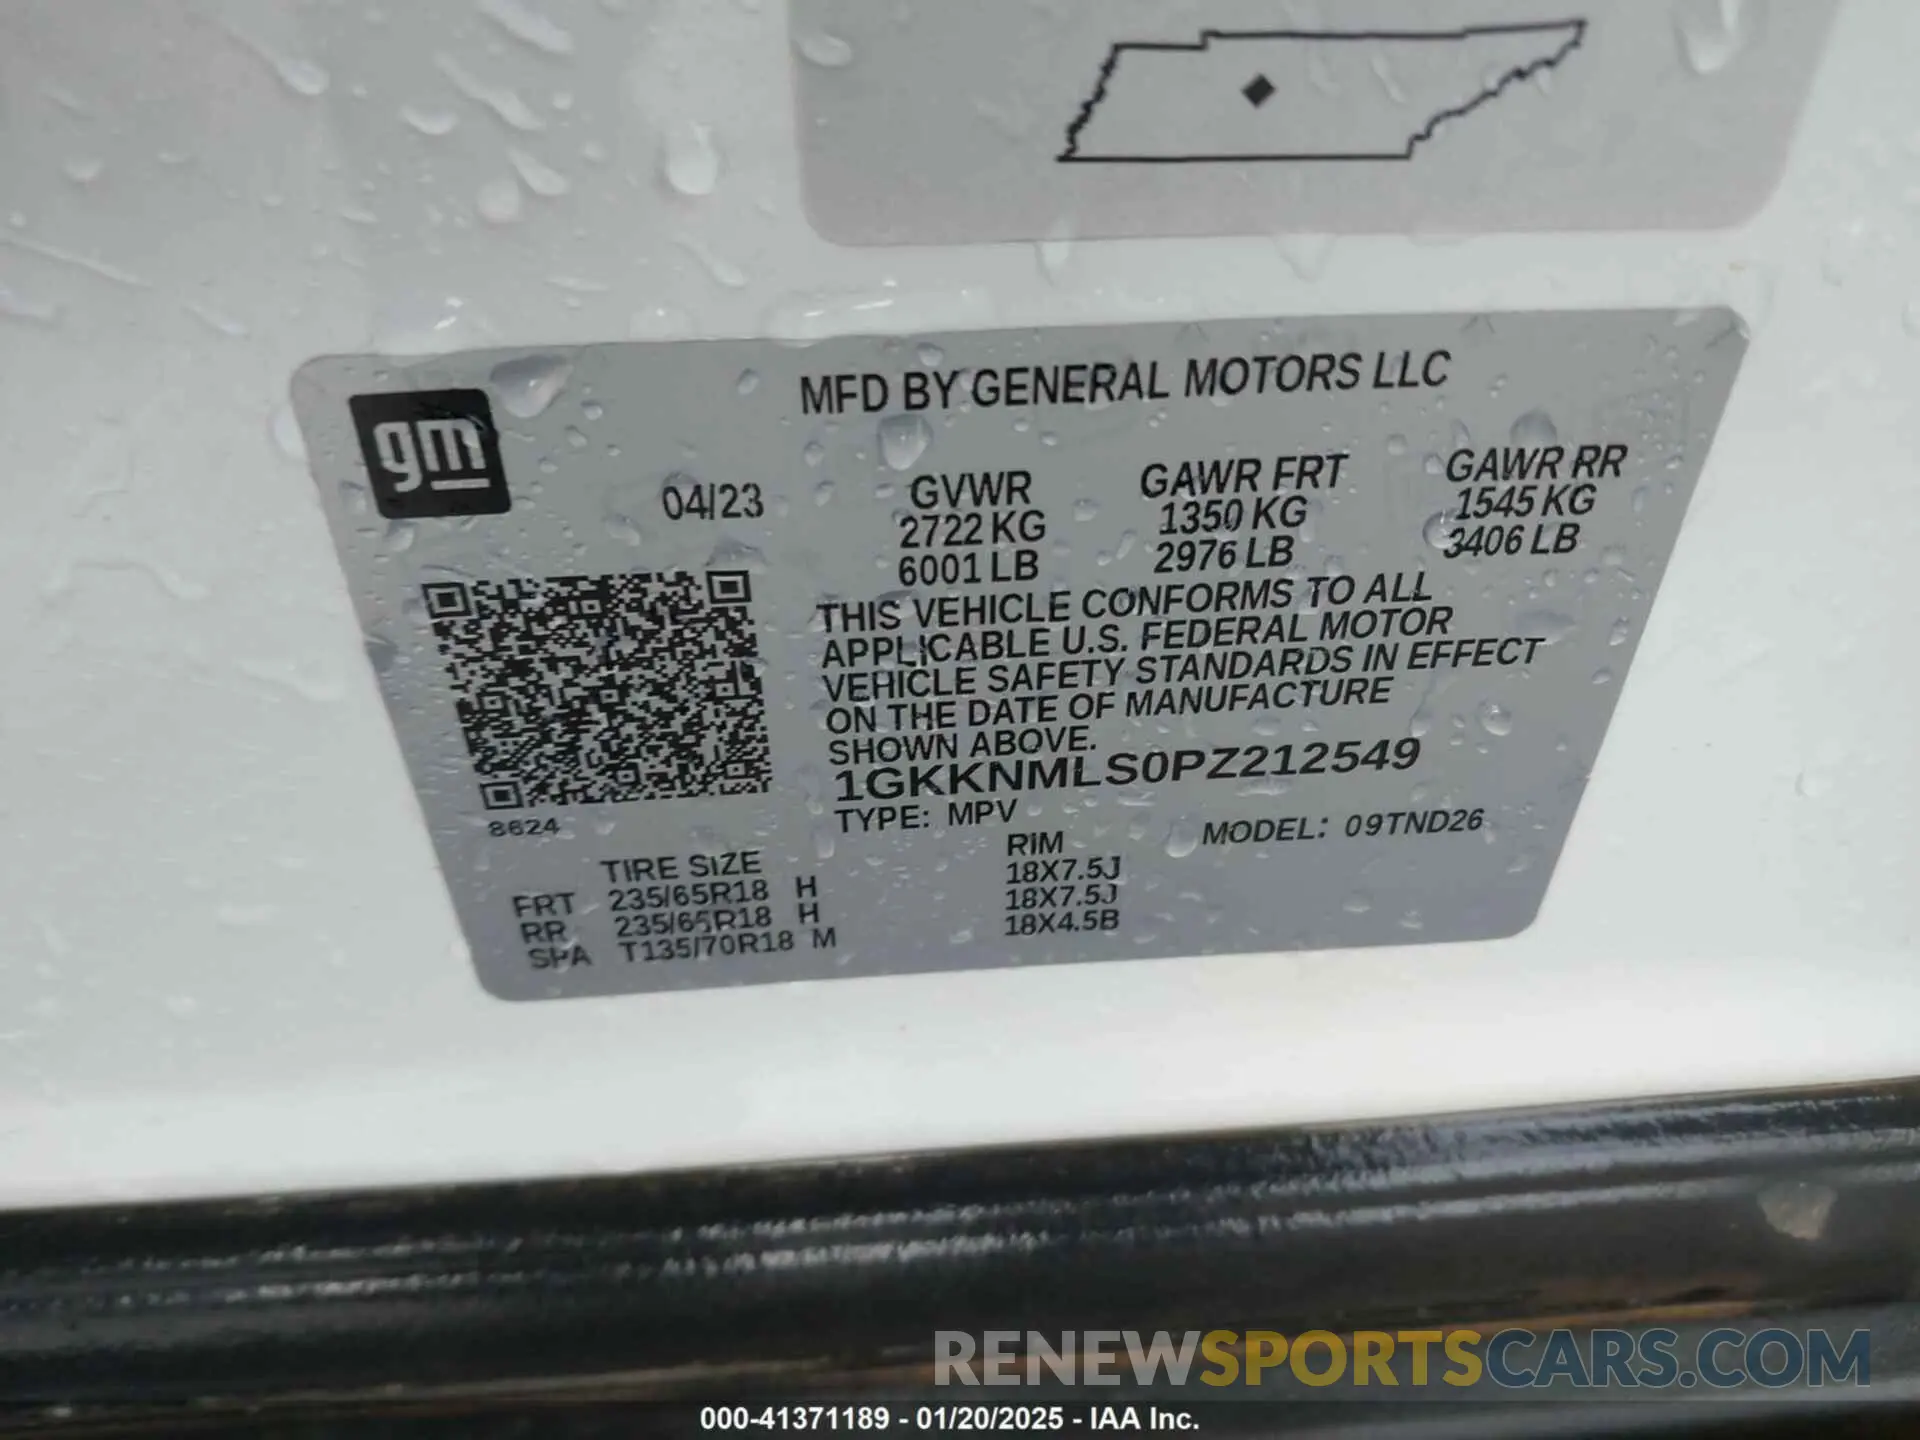 MFD BY GENERAL MOTORS LLC
gm
04/23
GVWR GAWR FRT GAWR RR
2722 KG 1350 KG 1545 KG
6001 LB 2976 LB 3406 LB
THIS VEHICLE CONFORMS TO ALL
APPLICABLE U.S. FEDERAL MOTOR
VEHICLE SAFETY STANDARDS IN EFFECT
ON THE DATE OF MANUFACTURE
SHOWN ABOVE.
1GKKNMLS0PZ212549
TYPE: MPV MODEL: 09TND26
8624
TIRE SIZE RIM
FRT 235/65R18 H 18X7.5J
RR 235/65R18 H 18X7.5J
SPA T135/70R18 M 18X4.5B
RENEWSPORTSCARS.COM
000-41371189 - 01/20/2025 - IAA Inc.